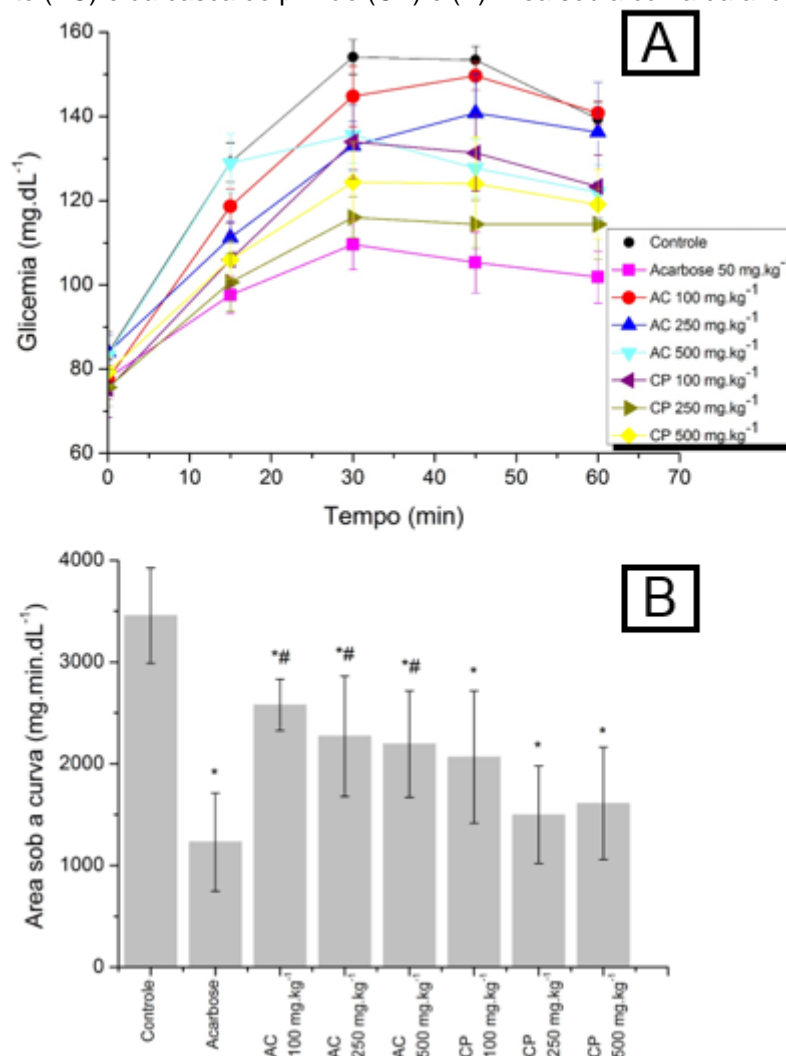 A
160
140
120
100
80
60
Glicemia (mg.dL⁻¹)
0 10 20 30 40 50 60 70
Tempo (min)
Controle
Acarbose 50 mg.kg⁻
AC 100 mg.kg⁻¹
AC 250 mg.kg⁻¹
AC 500 mg.kg⁻¹
CP 100 mg.kg⁻¹
CP 250 mg.kg⁻¹
CP 500 mg.kg⁻¹
B
4000
3000
2000
1000
0
Area sob a curva (mg.min.dL⁻¹)
* *# *# *# * * *
Controle
Acarbose
AC
100 mg.kg⁻¹
AC
250 mg.kg⁻¹
AC
500 mg.kg⁻¹
CP
100 mg.kg⁻¹
CP
250 mg.kg⁻¹
CP
500 mg.kg⁻¹